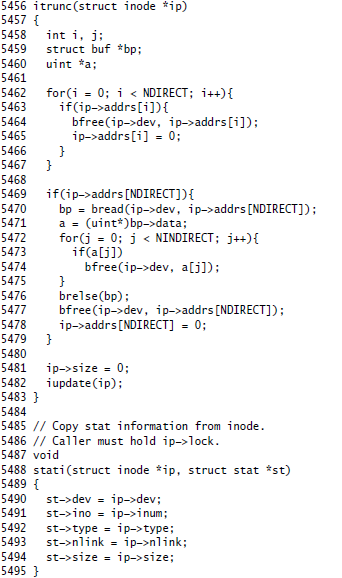 5456 itrunc(struct inode *ip)
5457 {
5458   int i, j;
5459   struct buf *bp;
5460   uint *a;
5461
5462   for(i = 0; i < NDIRECT; i++){
5463     if(ip->addrs[i]){
5464       bfree(ip->dev, ip->addrs[i]);
5465       ip->addrs[i] = 0;
5466     }
5467   }
5468
5469   if(ip->addrs[NDIRECT]){
5470     bp = bread(ip->dev, ip->addrs[NDIRECT]);
5471     a = (uint*)bp->data;
5472     for(j = 0; j < NINDIRECT; j++){
5473       if(a[j])
5474         bfree(ip->dev, a[j]);
5475     }
5476     brelse(bp);
5477     bfree(ip->dev, ip->addrs[NDIRECT]);
5478     ip->addrs[NDIRECT] = 0;
5479   }
5480
5481   ip->size = 0;
5482   iupdate(ip);
5483 }
5484
5485 // Copy stat information from inode.
5486 // Caller must hold ip->lock.
5487 void
5488 stati(struct inode *ip, struct stat *st)
5489 {
5490   st->dev = ip->dev;
5491   st->ino = ip->inum;
5492   st->type = ip->type;
5493   st->nlink = ip->nlink;
5494   st->size = ip->size;
5495 }